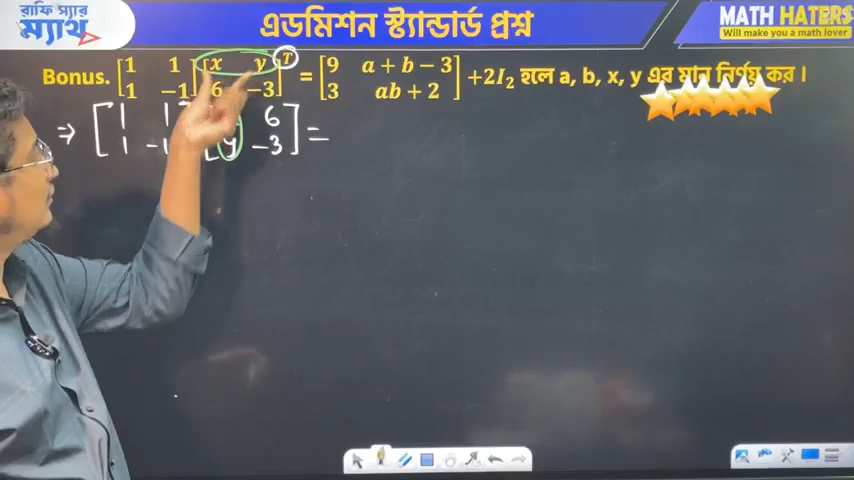 রাফি স্যার
ম্যাথ
এডমিশন স্ট্যান্ডার্ড প্রশ্ন
MATH HATERS
Will make you a math lover
Bonus. [1 1 1 -1] [x y 6 -3]^T = [9 a + b - 3 3 ab + 2] + 2I₂ হলে a, b, x, y এর মান নির্ণয় কর।
⇒ [1 1
6
1 -1
[y -3] =